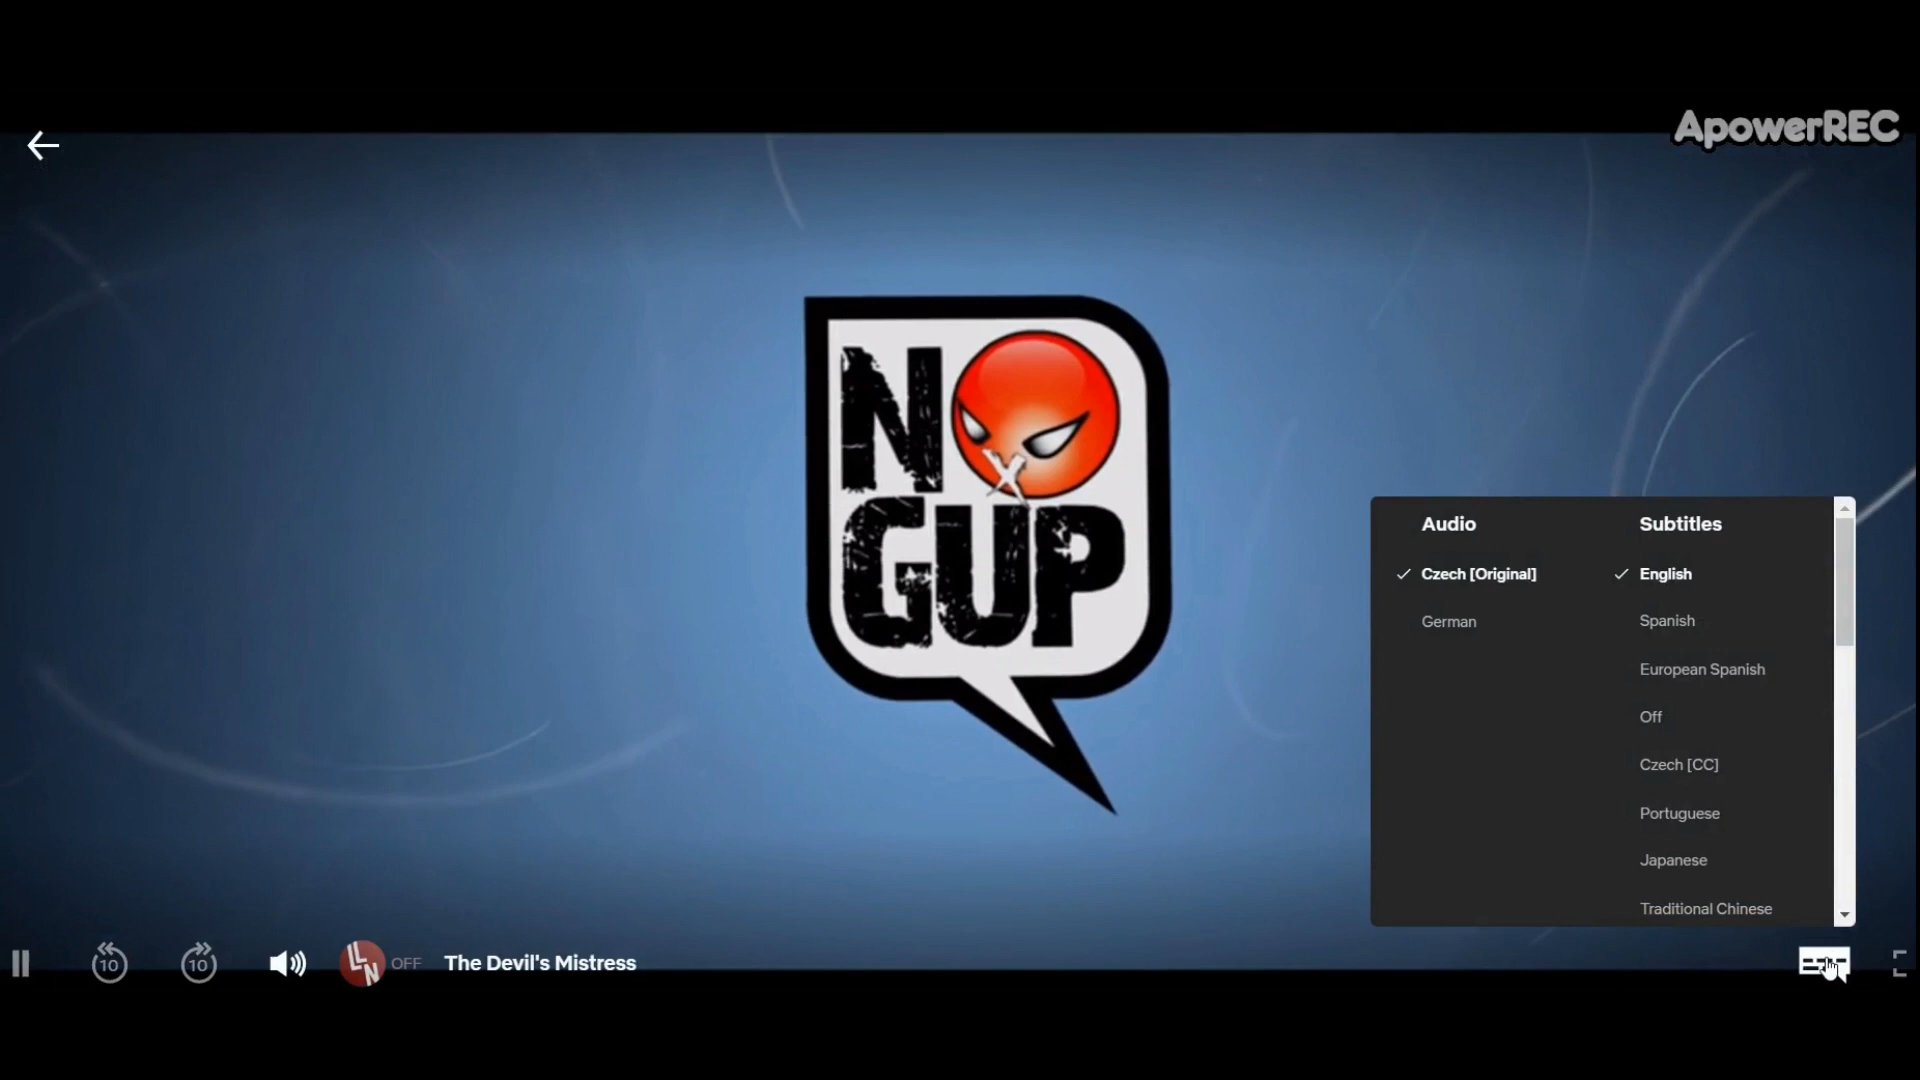 ApowerREC
NO
X
GUP
Audio
Subtitles
Czech [Original]
English
German
Spanish
European Spanish
Off
Czech [CC]
Portuguese
Japanese
Traditional Chinese
10
10
LLN
OFF
The Devil's Mistress